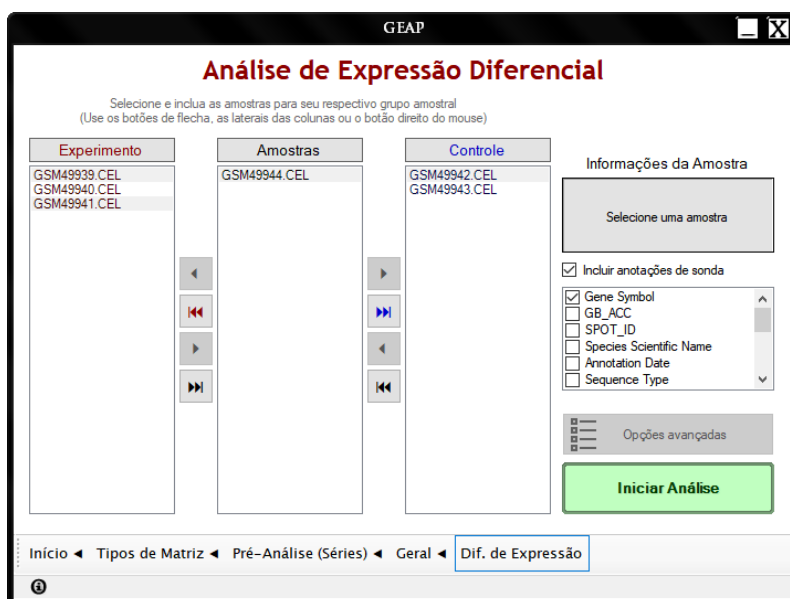 GEAP
Análise de Expressão Diferencial
Selecione e inclua as amostras para seu respectivo grupo amostral
(Use os botões de flecha, as laterais das colunas ou o botão direito do mouse)
Experimento
GSM49939.CEL
GSM49940.CEL
GSM49941.CEL
Amostras
GSM49944.CEL
Controle
GSM49942.CEL
GSM49943.CEL
Informações da Amostra
Selecione uma amostra
Incluir anotações de sonda
Gene Symbol
GB_ACC
SPOT_ID
Species Scientific Name
Annotation Date
Sequence Type
Opções avançadas
Iniciar Análise
Início ◄ Tipos de Matriz ◄ Pré-Análise (Séries) ◄ Geral ◄ Dif. de Expressão